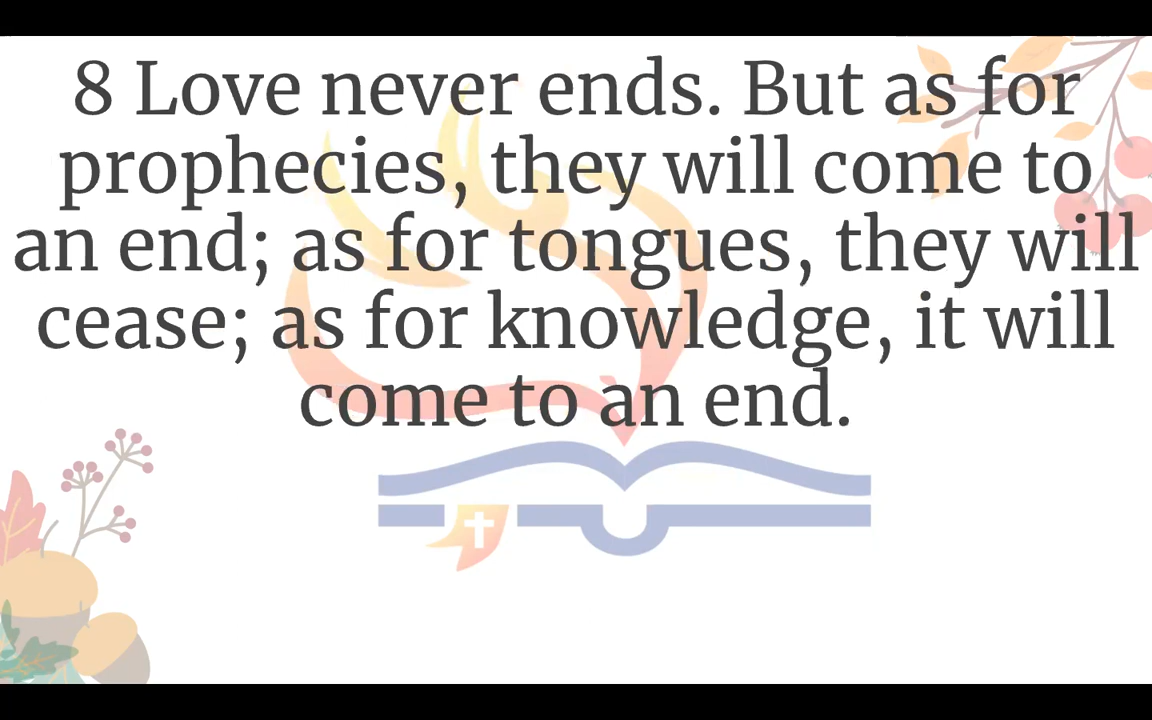 8 Love never ends. But as for
prophecies, they will come to
an end; as for tongues, they will
cease; as for knowledge, it will
come to an end.